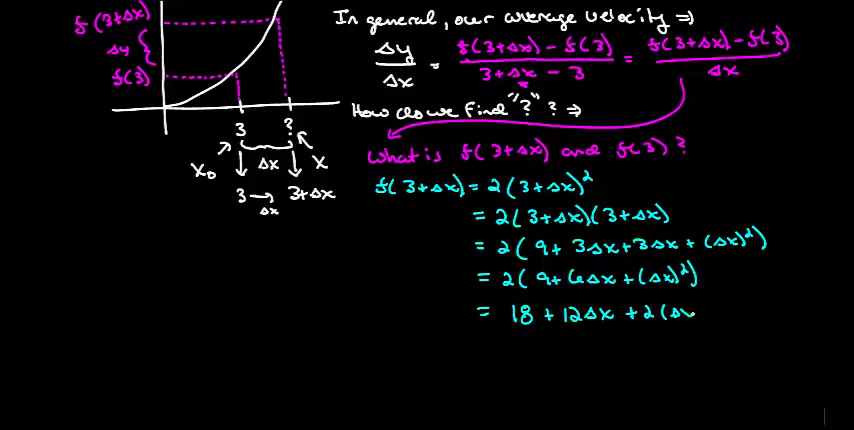 f(3+Δx)
Δy
f(3)
3 ?
x₀ Δx x
3 → 3+Δx
Δx
In general, our average velocity ⇒
Δy/Δx = (f(3+Δx) - f(3))/(3+Δx - 3) = (f(3+Δx) - f(3))/Δx
How do we find "?" ? ⇒
What is f(3+Δx) and f(3)?
f(3+Δx) = 2(3+Δx)²
= 2(3+Δx)(3+Δx)
= 2(9+3Δx+3Δx+(Δx)²)
= 2(9+6Δx+(Δx)²)
= 18 + 12Δx + 2(Δx